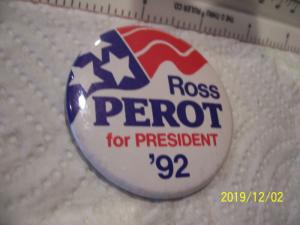 Ross
PEROT
for PRESIDENT
'92
2019/12/02